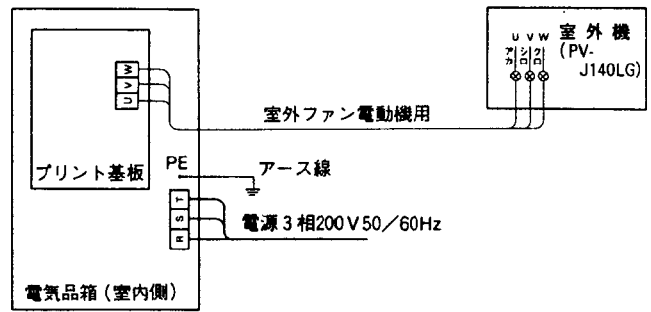 U V W
アカ シロ クロ
室外機
(PV-
J140LG)
W
V
U
室外ファン電動機用
プリント基板
PE
アース線
T
S
R
電源3相200V50／60Hz
電気品箱(室内側)